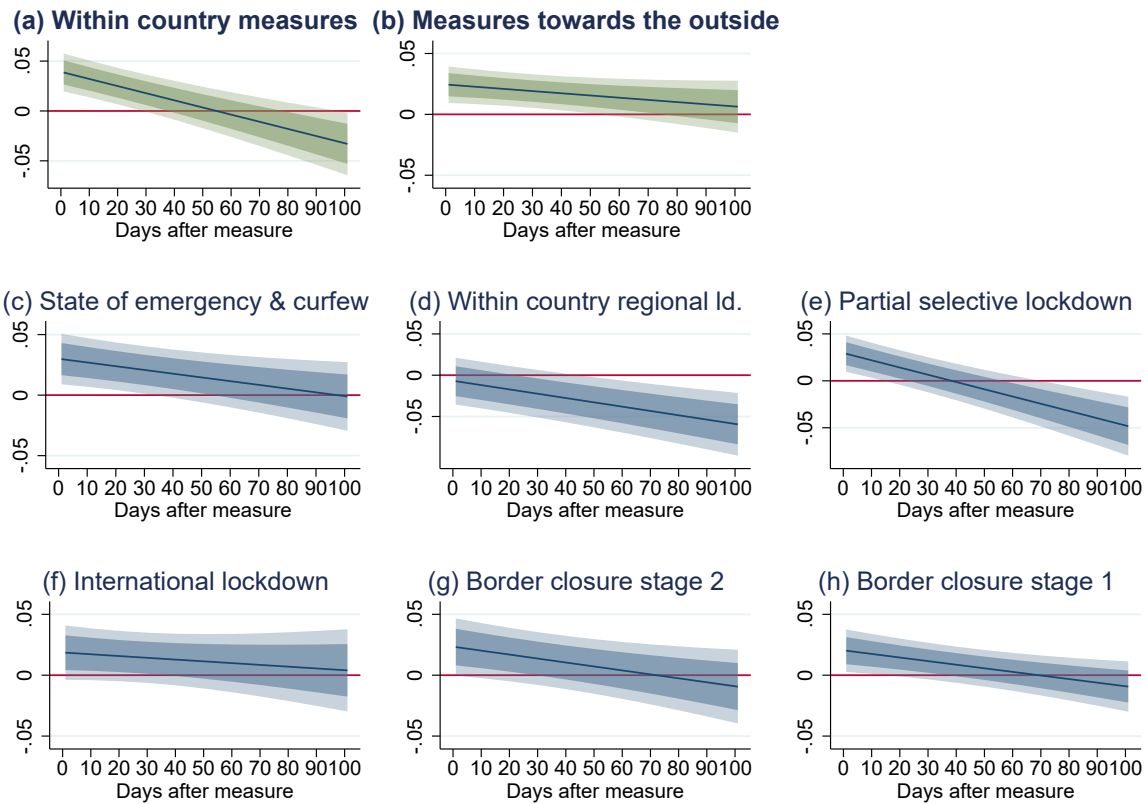 (a) Within country measures (b) Measures towards the outside
.05 0 -.05
0 10 20 30 40 50 60 70 80 90100
Days after measure
.05 0 -.05
0 10 20 30 40 50 60 70 80 90100
Days after measure
(c) State of emergency & curfew
.05 0 -.05
0 10 20 30 40 50 60 70 80 90100
Days after measure
(d) Within country regional ld.
.05 0 -.05
0 10 20 30 40 50 60 70 80 90100
Days after measure
(e) Partial selective lockdown
.05 0 -.05
0 10 20 30 40 50 60 70 80 90100
Days after measure
(f) International lockdown
.05 0 -.05
0 10 20 30 40 50 60 70 80 90100
Days after measure
(g) Border closure stage 2
.05 0 -.05
0 10 20 30 40 50 60 70 80 90100
Days after measure
(h) Border closure stage 1
.05 0 -.05
0 10 20 30 40 50 60 70 80 90100
Days after measure